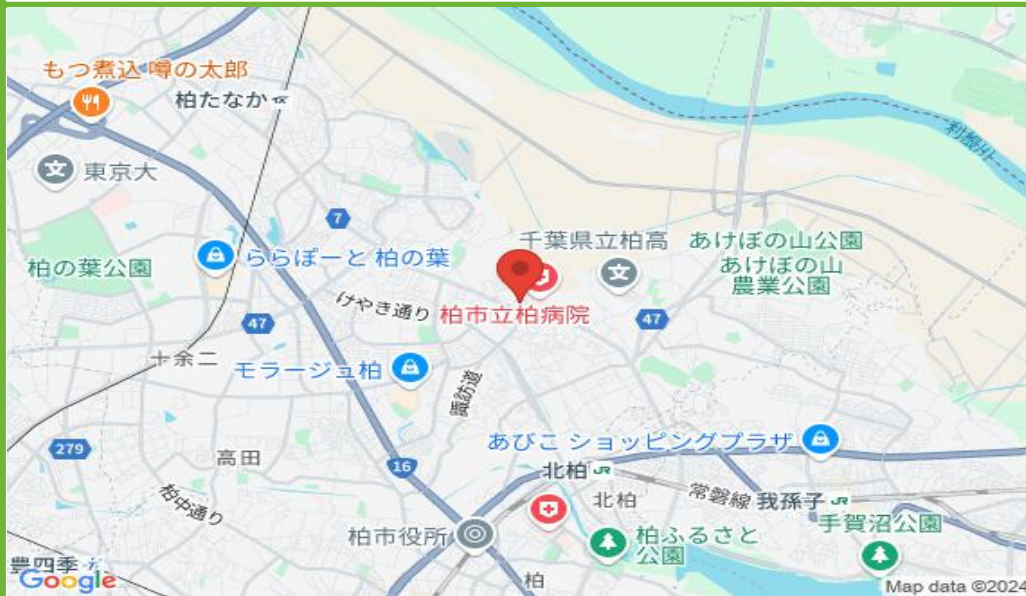 もつ煮込 噂の太郎
柏たなか
東京大
利根川
7
千葉県立柏高
あけぼの山公園
あけぼの山
農業公園
ららぽーと 柏の葉
柏の葉公園
けやき通り
柏市立柏病院
47
47
十余二
モラージュ柏
諏訪道
279
高田
16
あびこ ショッピングプラザ
北柏 JR
北柏
常磐線
我孫子 JR
柏中通り
手賀沼公園
柏市役所
柏ふるさと
公園
豊四季
Google
柏
Map data ©2024